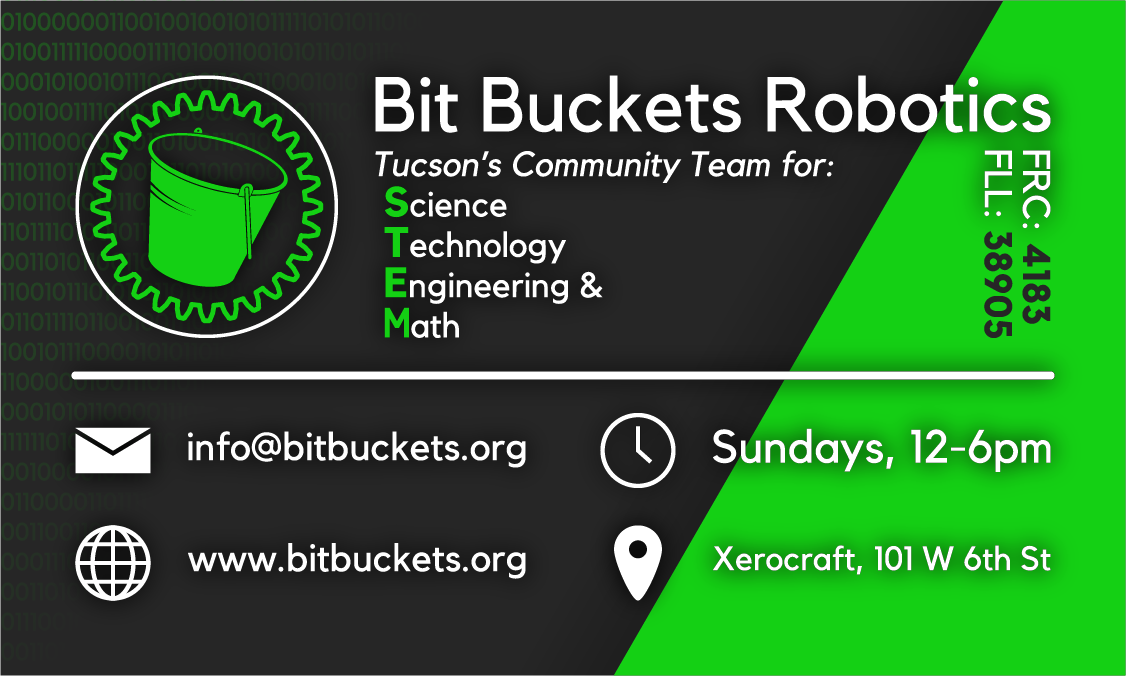 Bit Buckets Robotics
Tucson's Community Team for:
Science
Technology
Engineering &
Math
FRC: 4183
FLL: 38905
info@bitbuckets.org
Sundays, 12-6pm
www.bitbuckets.org
Xerocraft, 101 W 6th St